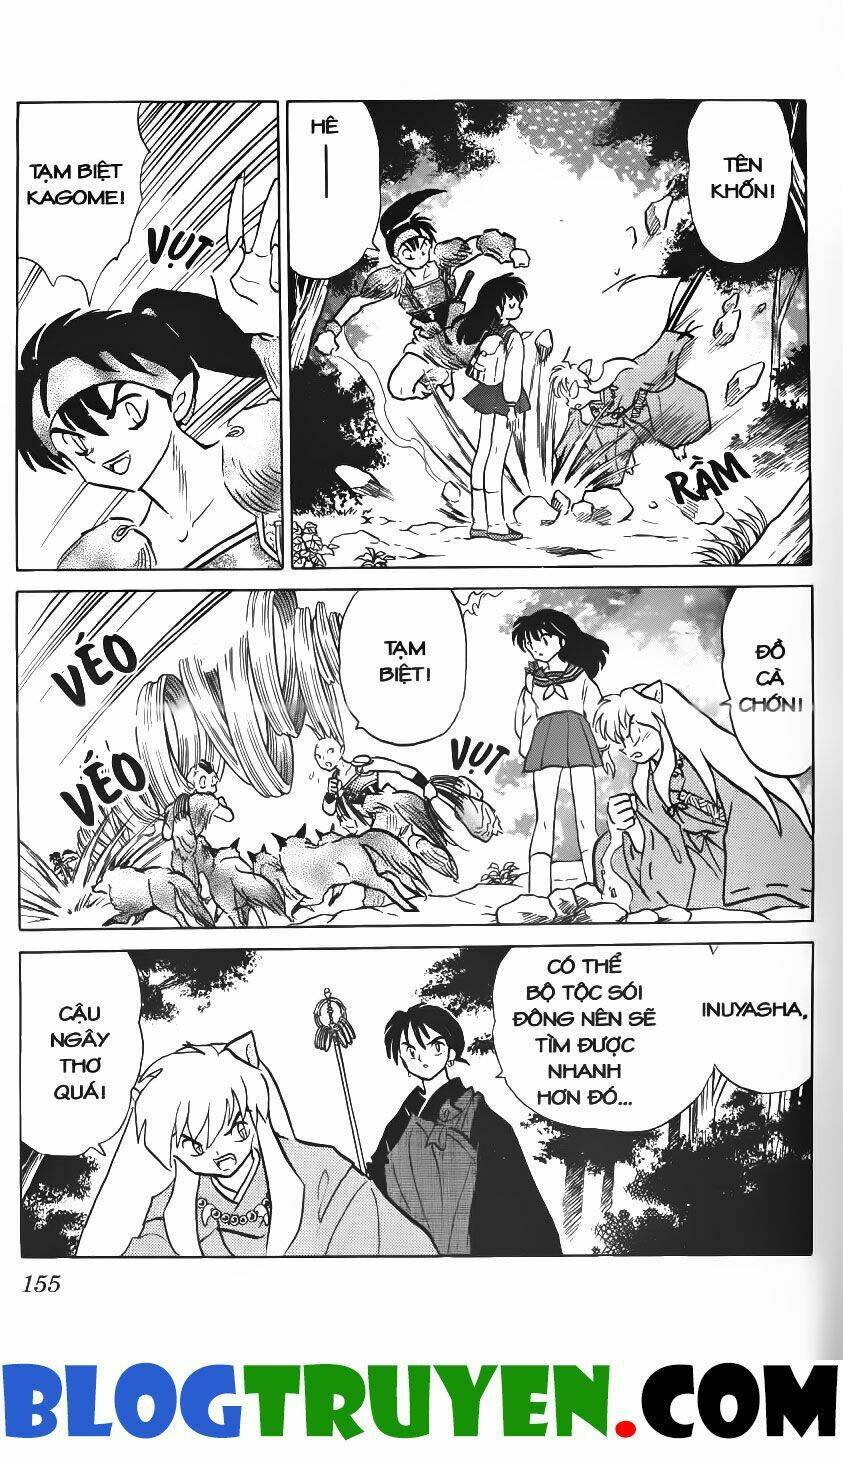 TÊN
KHỐN!
HÊ
RẦM
TẠM BIỆT
KAGOME!
VỤT
ĐỒ
CÀ
CHỚN!
TẠM
BIỆT!
VỤT
VÉO
VÉO
INUYASHA,
CÓ THỂ
BỘ TỘC SÓI
ĐÔNG NÊN SẼ
TÌM ĐƯỢC
NHANH
HƠN ĐÓ...
CẬU
NGÂY
THƠ
QUÁ!
155
BLOGTRUYEN.COM